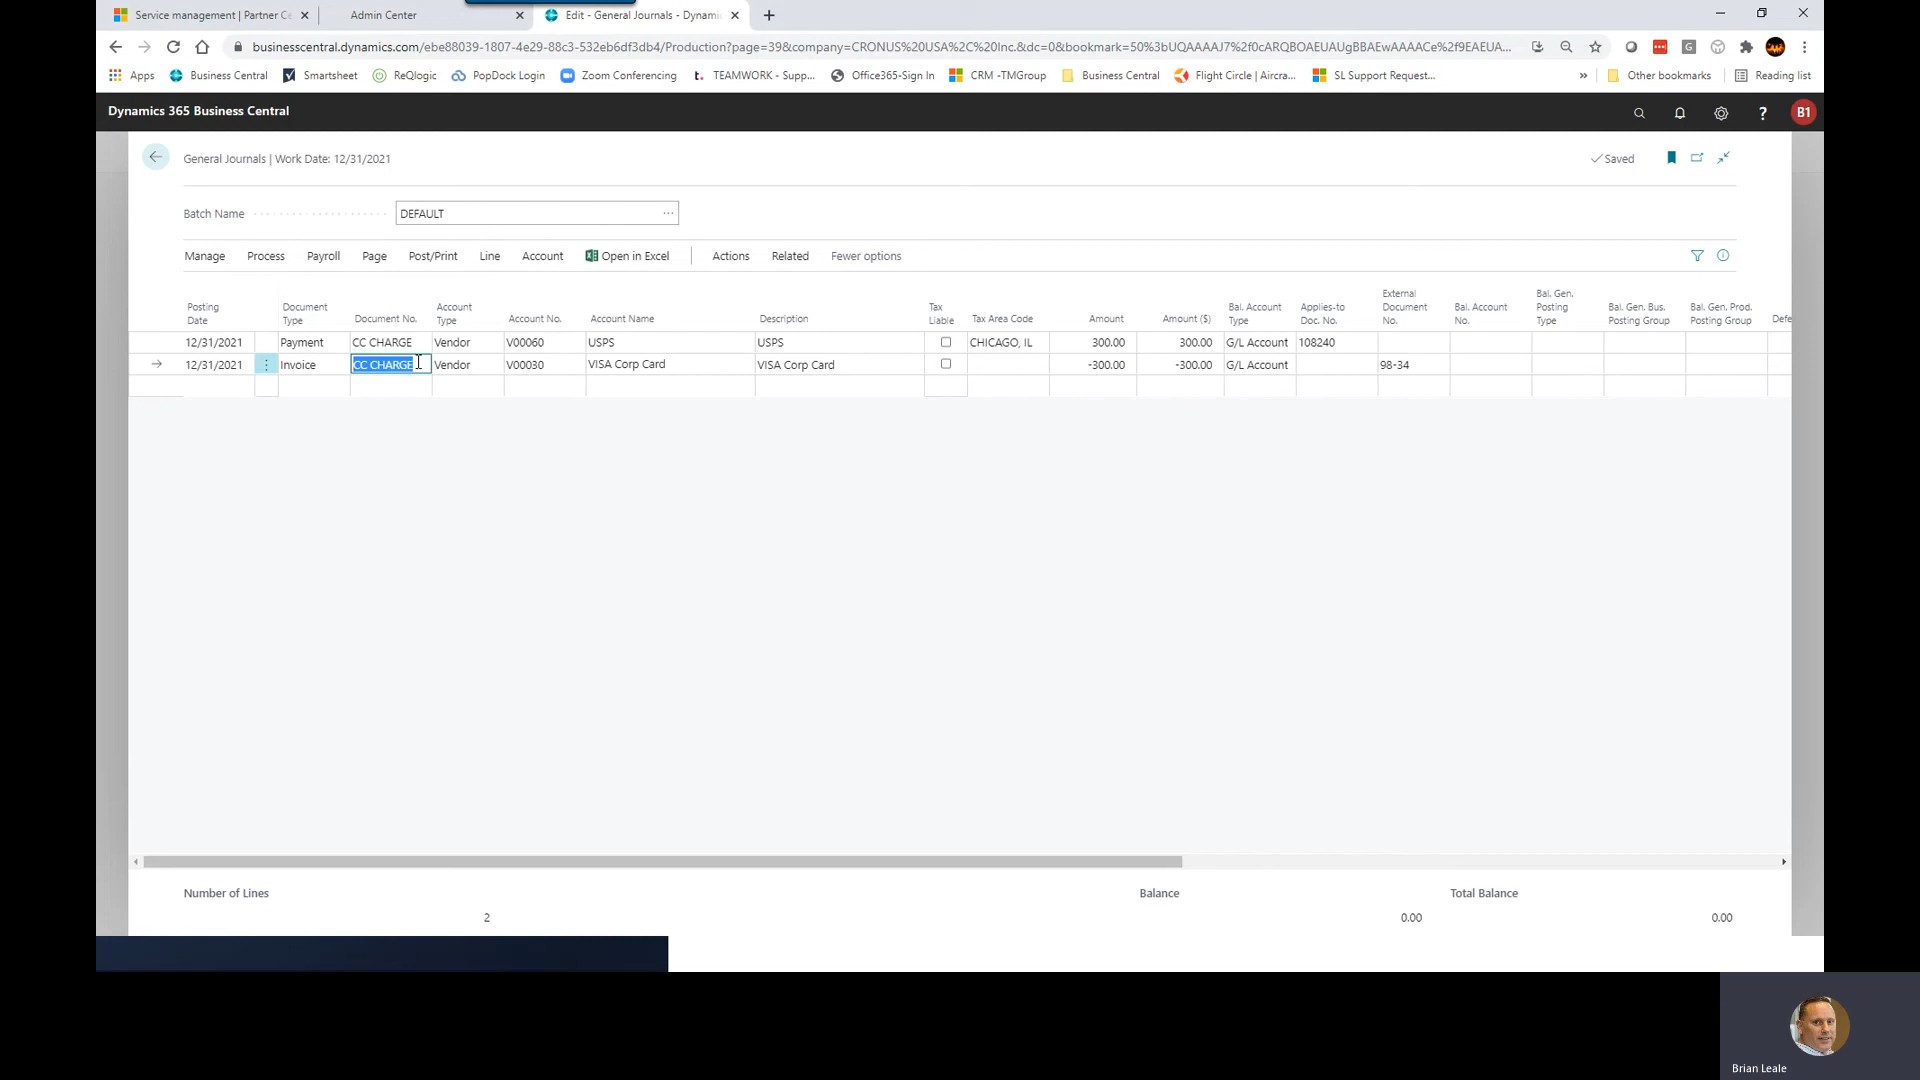 Service management | Partner Ce
Admin Center
Edit - General Journals - Dynami
businesscentral.dynamics.com/ebe88039-1807-4e29-88c3-532eb6df3db4/Production?page=39&company=CRONUS%20USA%2C%20Inc.&dc=0&bookmark=50%3bUQAAAAJ7%2f0cARQBOAEUAUgBBAEwAAAACe%2f9EAEUA...
Apps Business Central Smartsheet ReQlogic PopDock Login Zoom Conferencing t. TEAMWORK - Supp... Office365-Sign In CRM -TMGroup Business Central Flight Circle | Aircra... SL Support Request... » Other bookmarks Reading list
Dynamics 365 Business Central ? B1
General Journals | Work Date: 12/31/2021 Saved
Batch Name DEFAULT ...
Manage Process Payroll Page Post/Print Line Account Open in Excel Actions Related Fewer options
Posting Date Document Type Document No. Account Type Account No. Account Name Description Tax Liable Tax Area Code Amount Amount ($) Bal. Account Type Applies-to Doc. No. External Document No. Bal. Account No. Bal. Gen. Posting Type Bal. Gen. Bus. Posting Group Bal. Gen. Prod. Posting Group Defe
12/31/2021 Payment CC CHARGE Vendor V00060 USPS USPS CHICAGO, IL 300.00 300.00 G/L Account 108240
12/31/2021 Invoice CC CHARGE Vendor V00030 VISA Corp Card VISA Corp Card -300.00 -300.00 G/L Account 98-34
Number of Lines Balance Total Balance
2 0.00 0.00
Brian Leale